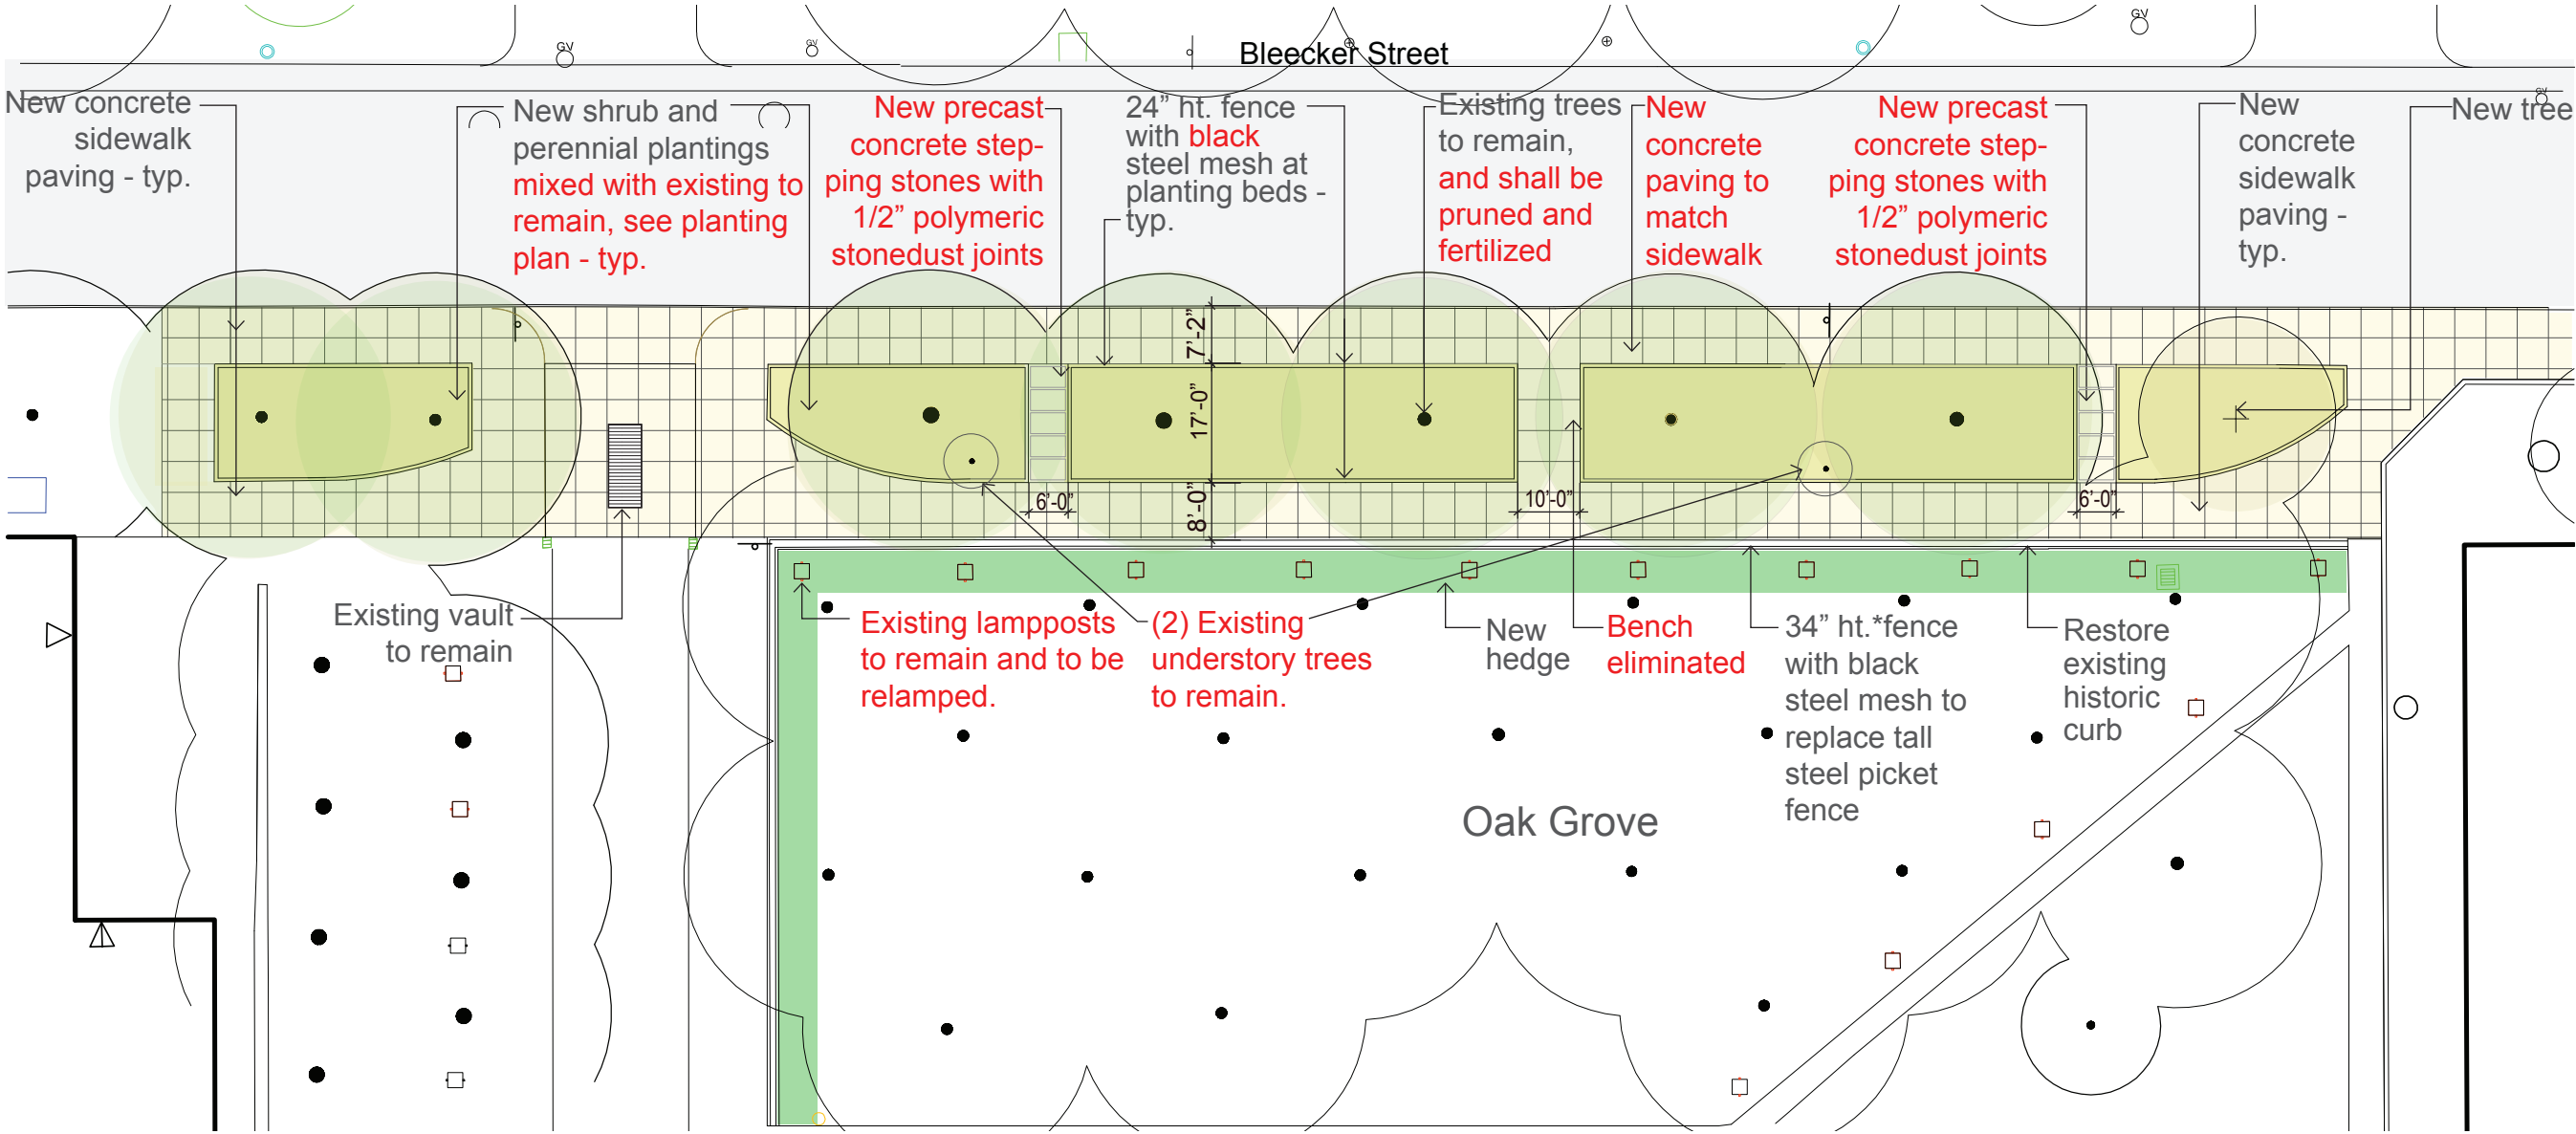 GV
GV
GV
Bleecker Street
GV
New concrete
sidewalk
paving - typ.
New shrub and
perennial plantings
mixed with existing to
remain, see planting
plan - typ.
New precast
concrete step-
ping stones with
1/2” polymeric
stonedust joints
24” ht. fence
with black
steel mesh at
planting beds -
typ.
Existing trees
to remain,
and shall be
pruned and
fertilized
New
concrete
paving to
match
sidewalk
New precast
concrete step-
ping stones with
1/2” polymeric
stonedust joints
New
concrete
sidewalk
paving -
typ.
New tree
7’-2”
17’-0”
8’-0”
6’-0”
10’-0”
6’-0”
Existing vault
to remain
Existing lampposts
to remain and to be
relamped.
(2) Existing
understory trees
to remain.
New
hedge
Bench
eliminated
34” ht.*fence
with black
steel mesh to
replace tall
steel picket
fence
Restore
existing
historic
curb
Oak Grove